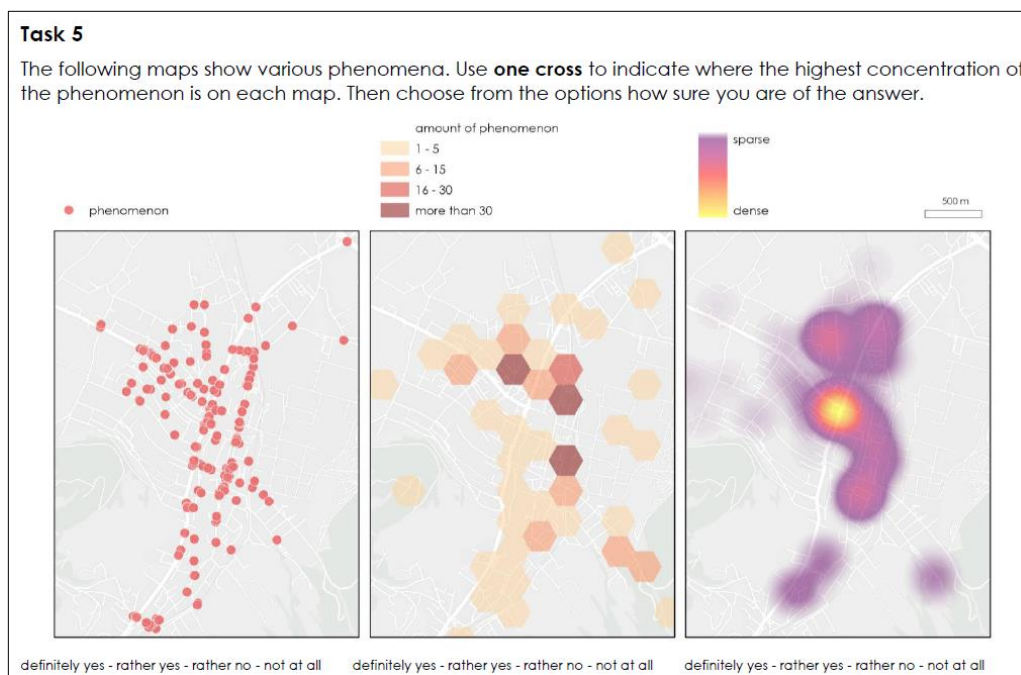 Task 5
The following maps show various phenomena. Use one cross to indicate where the highest concentration of
the phenomenon is on each map. Then choose from the options how sure you are of the answer.
phenomenon
amount of phenomenon
1 - 5
6 - 15
16 - 30
more than 30
sparse
dense
500 m
definitely yes - rather yes - rather no - not at all
definitely yes - rather yes - rather no - not at all
definitely yes - rather yes - rather no - not at all